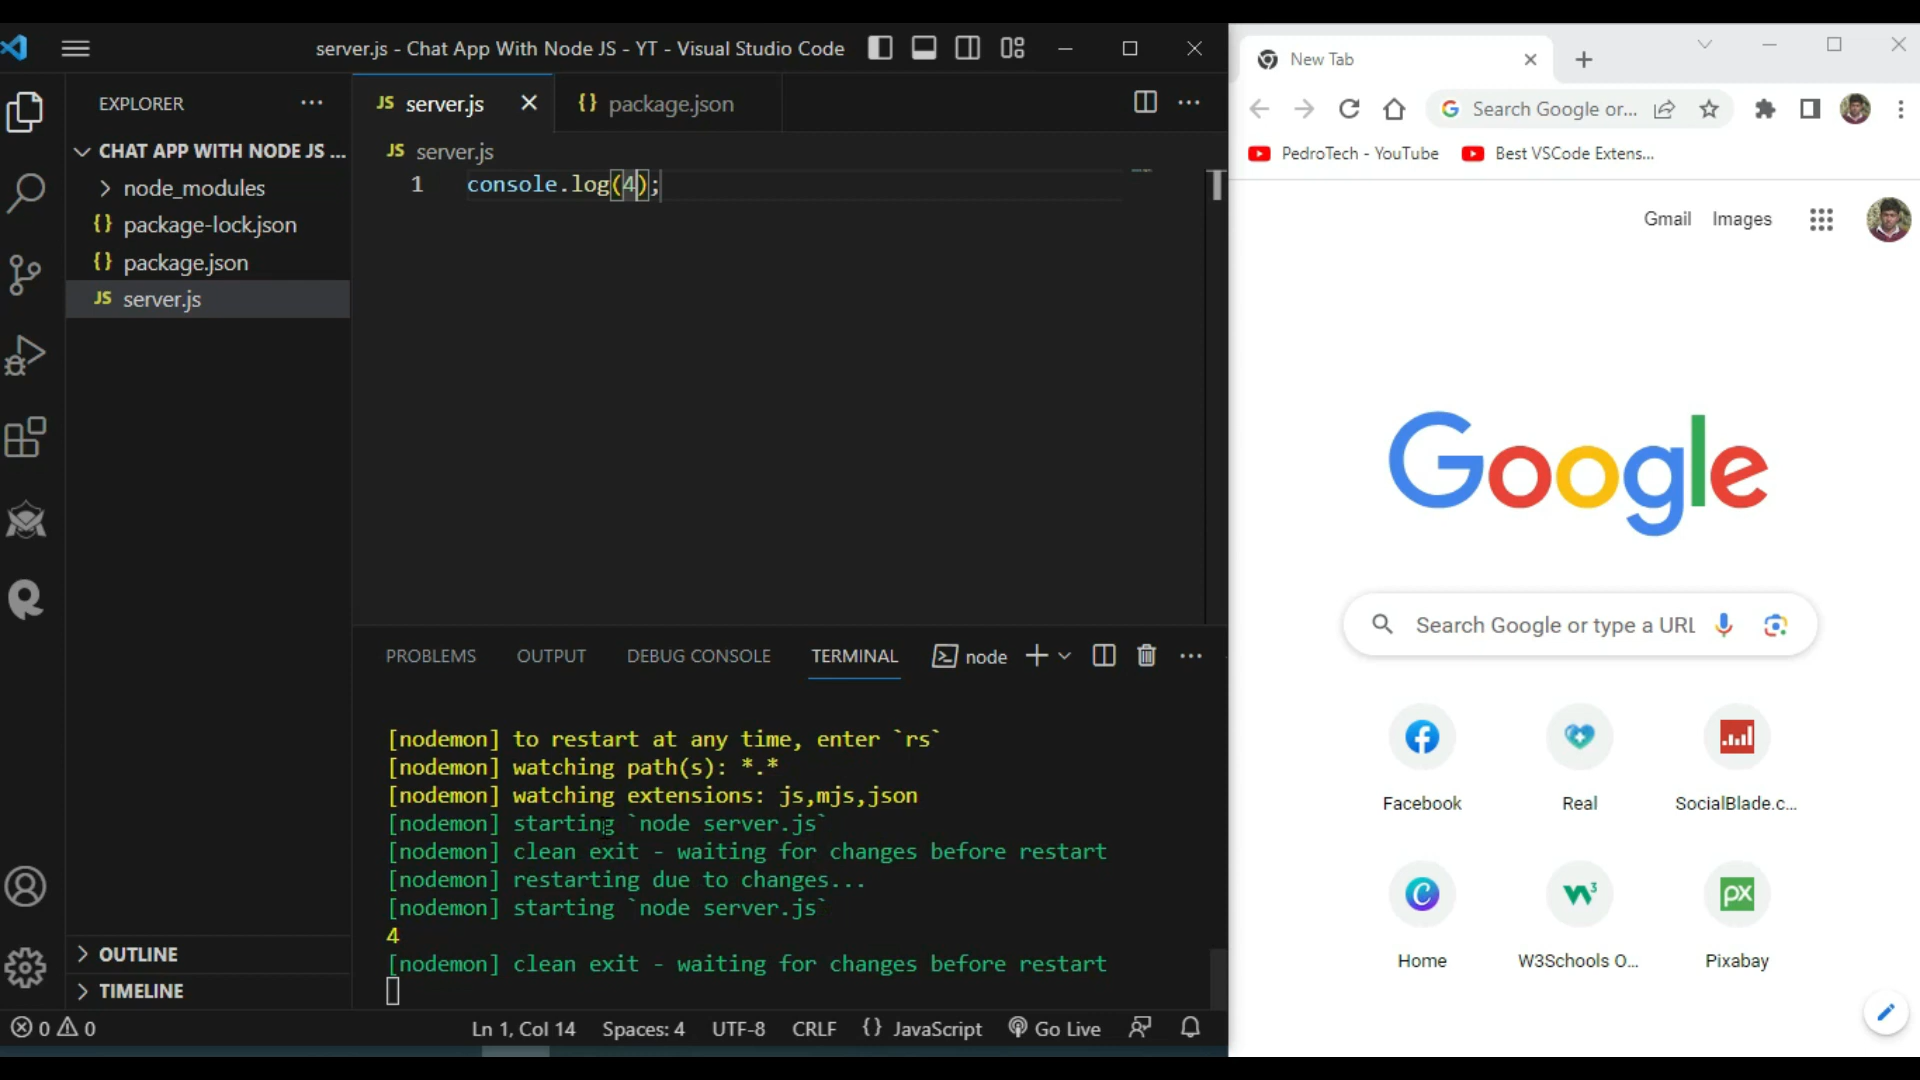 server.js - Chat App With Node JS - YT - Visual Studio Code
EXPLORER
CHAT APP WITH NODE JS ...
node_modules
{} package-lock.json
{} package.json
JS server.js
OUTLINE
TIMELINE
JS server.js
{} package.json
JS server.js
1 console.log(4);
PROBLEMS OUTPUT DEBUG CONSOLE TERMINAL node
[nodemon] to restart at any time, enter `rs`
[nodemon] watching path(s): *.*
[nodemon] watching extensions: js,mjs,json
[nodemon] starting `node server.js`
[nodemon] clean exit - waiting for changes before restart
[nodemon] restarting due to changes...
[nodemon] starting `node server.js`
4
[nodemon] clean exit - waiting for changes before restart
0 0 Ln 1, Col 14 Spaces: 4 UTF-8 CRLF {} JavaScript Go Live
New Tab
G Search Google or...
PedroTech - YouTube Best VSCode Extens...
Gmail Images
Google
Search Google or type a URL
Facebook Real SocialBlade.c...
W3 px
Home W3Schools O... Pixabay